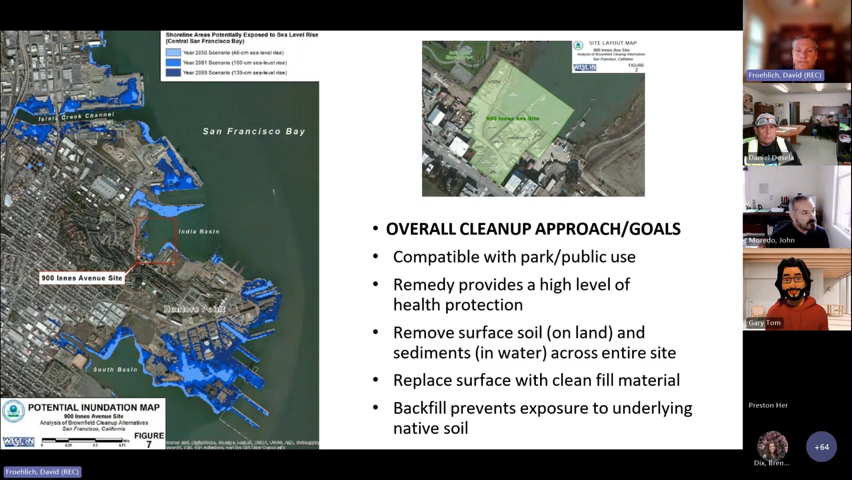 Shoreline Areas Potentially Exposed to Sea Level Rise
(Central San Francisco Bay)
Year 2050 Scenario (40-cm sea-level rise)
Year 2081 Scenario (100-cm sea-level rise)
Year 2099 Scenario (139-cm sea-level rise)
Islais Creek Channel
San Francisco Bay
India Basin
900 Innes Avenue Site
Hunters Point
South Basin
POTENTIAL INUNDATION MAP
900 Innes Avenue Site
Analysis of Brownfield Cleanup Alternatives
San Francisco, California
FIGURE
7
SITE LAYOUT MAP
900 Innes Ave Site
Analysis of Brownfield Cleanup Alternatives
San Francisco, California
FIGURE
2
900 Innes Ave Site
• OVERALL CLEANUP APPROACH/GOALS
• Compatible with park/public use
• Remedy provides a high level of
health protection
• Remove surface soil (on land) and
sediments (in water) across entire site
• Replace surface with clean fill material
• Backfill prevents exposure to underlying
native soil
Froehlich, David (REC)
Daniel Dosela
Moredo, John
Gary Tom
Preston Her
Dix, Bren...
+64
Froehlich, David (REC)